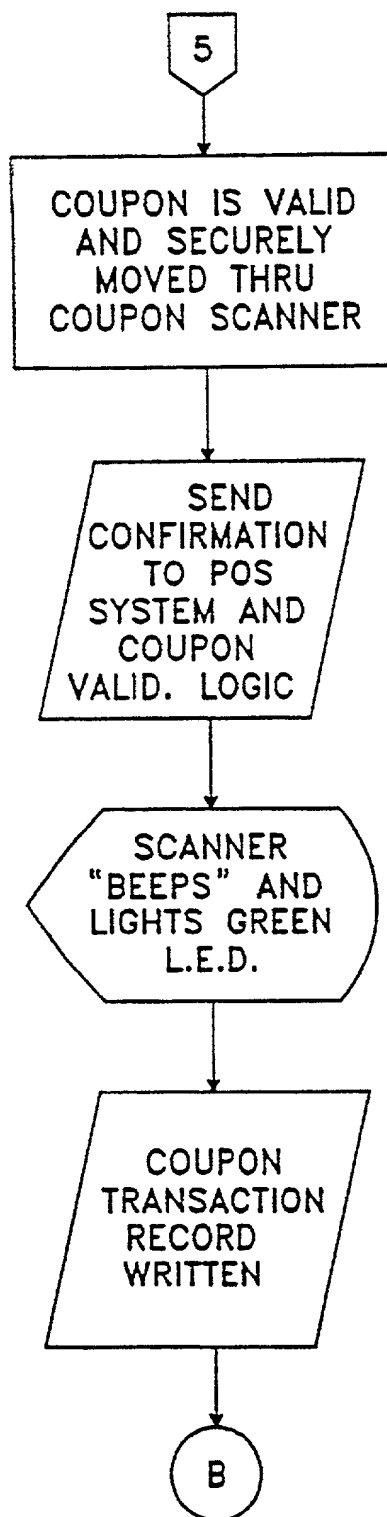 5
COUPON IS VALID
AND SECURELY
MOVED THRU
COUPON SCANNER
SEND
CONFIRMATION
TO POS
SYSTEM AND
COUPON
VALID. LOGIC
SCANNER
"BEEPS" AND
LIGHTS GREEN
L.E.D.
COUPON
TRANSACTION
RECORD
WRITTEN
B